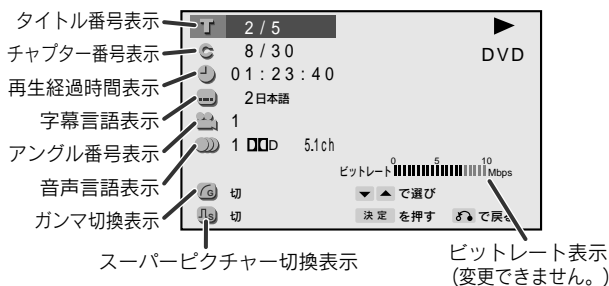 タイトル番号表示
T 2/5
チャプター番号表示
C 8/30
DVD
再生経過時間表示
01:23:40
字幕言語表示
2日本語
アングル番号表示
1
音声言語表示
1 D 5.1ch
0 5 10
ビットレート Mbps
ガンマ切換表示
G 切
で選び
S 切
決定 を押す
で戻る
スーパーピクチャー切換表示
ビットレート表示
(変更できません。)